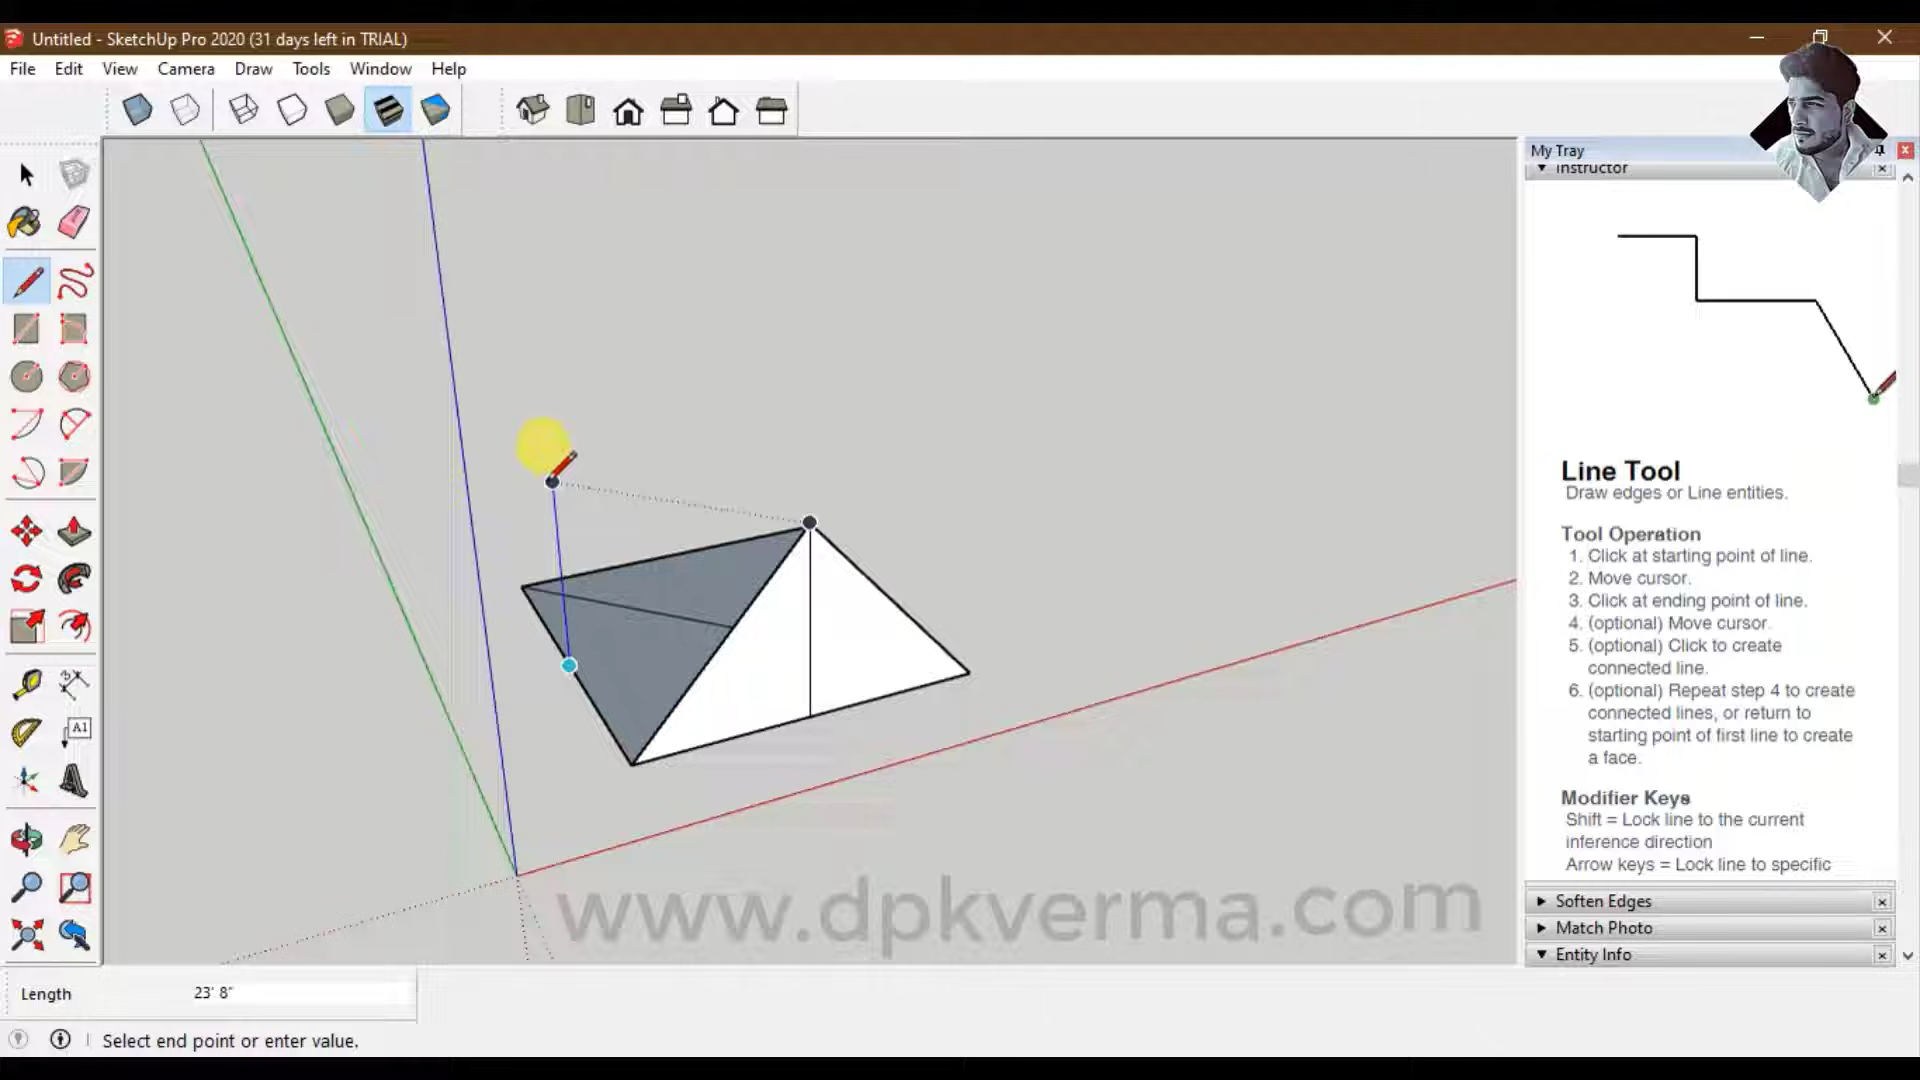 Untitled - SketchUp Pro 2020 (31 days left in TRIAL)
File Edit View Camera Draw Tools Window Help
My Tray
Instructor
Line Tool
Draw edges or Line entities.
Tool Operation
1. Click at starting point of line.
2. Move cursor.
3. Click at ending point of line.
4. (optional) Move cursor.
5. (optional) Click to create
connected line.
6. (optional) Repeat step 4 to create
connected lines, or return to
starting point of first line to create
a face.
Modifier Keys
Shift = Lock line to the current
inference direction
Arrow keys = Lock line to specific
A1
www.dpkverma.com
Soften Edges
Match Photo
Entity Info
Length 23' 8"
Select end point or enter value.